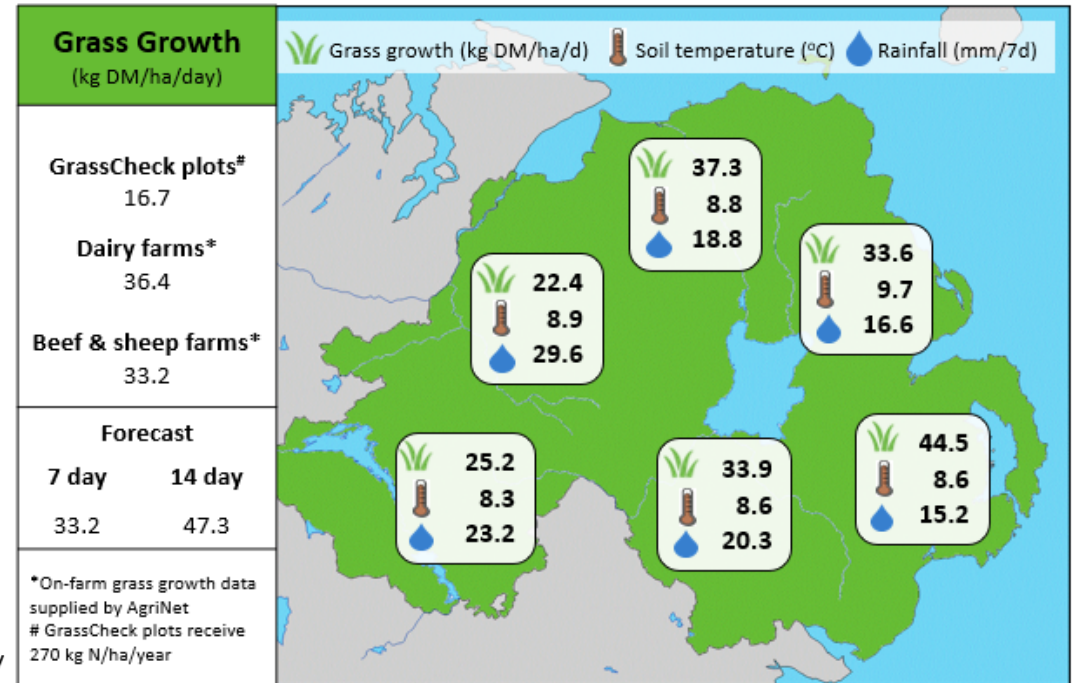 Grass Growth
(kg DM/ha/day)
GrassCheck plots#
16.7
Dairy farms*
36.4
Beef & sheep farms*
33.2
Forecast
7 day 14 day
33.2 47.3
*On-farm grass growth data
supplied by AgriNet
# GrassCheck plots receive
270 kg N/ha/year
Grass growth (kg DM/ha/d) Soil temperature (°C) Rainfall (mm/7d)
37.3
8.8
18.8
33.6
9.7
16.6
22.4
8.9
29.6
25.2
8.3
23.2
33.9
8.6
20.3
44.5
8.6
15.2